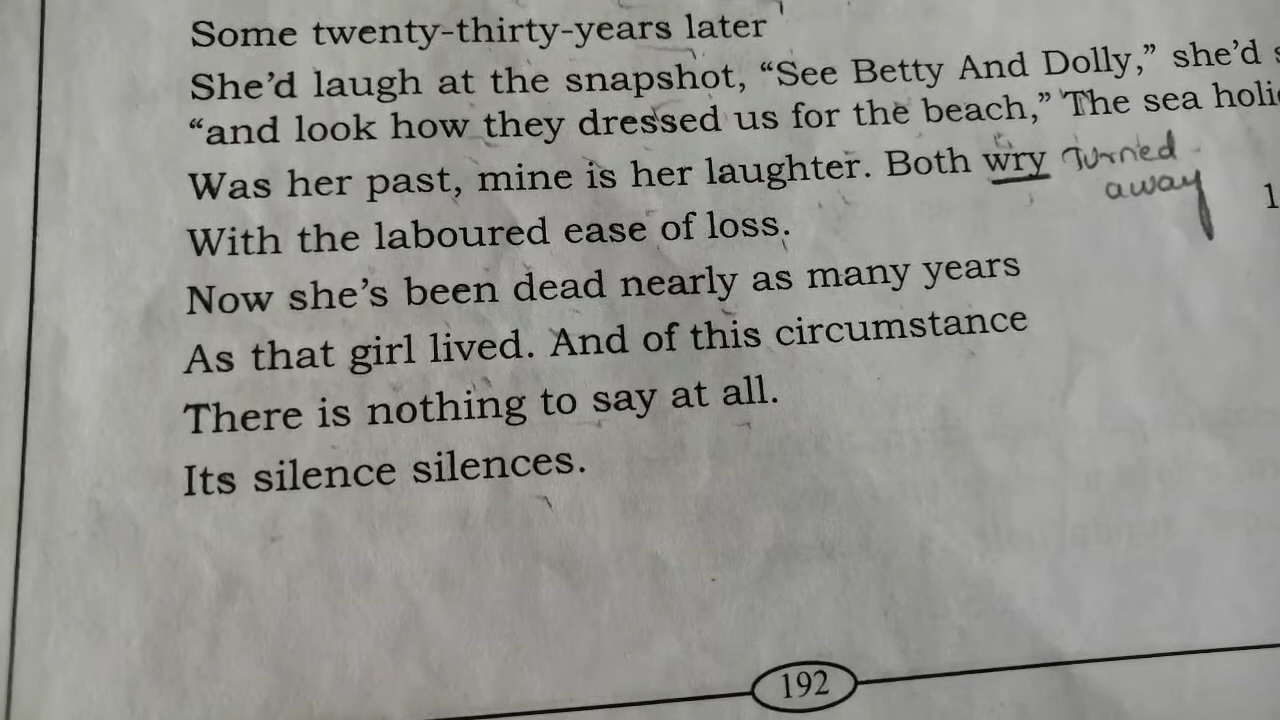 Some twenty-thirty-years later
She'd laugh at the snapshot, “See Betty And Dolly,” she'd
“and look how they dressed us for the beach,” The sea
Was her past, mine is her laughter. Both wry Turned
away
With the laboured ease of loss.
Now she's been dead nearly as many years
As that girl lived. And of this circumstance
There is nothing to say at all.
Its silence silences.
192